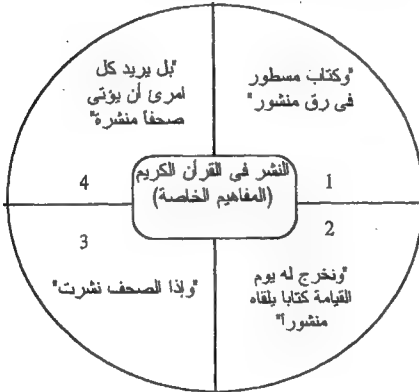 "وكتاب مسطور
فى رق منشور"
1
"بل يريد كل
امرئ أن يؤتى
صحفاً منشرة"
4
النشر فى القرآن الكريم
(المفاهيم الخاصة)
2
"ونخرج له يوم
القيامة كتابا يلقاه
منشورا"
3
"وإذا الصحف نشرت"